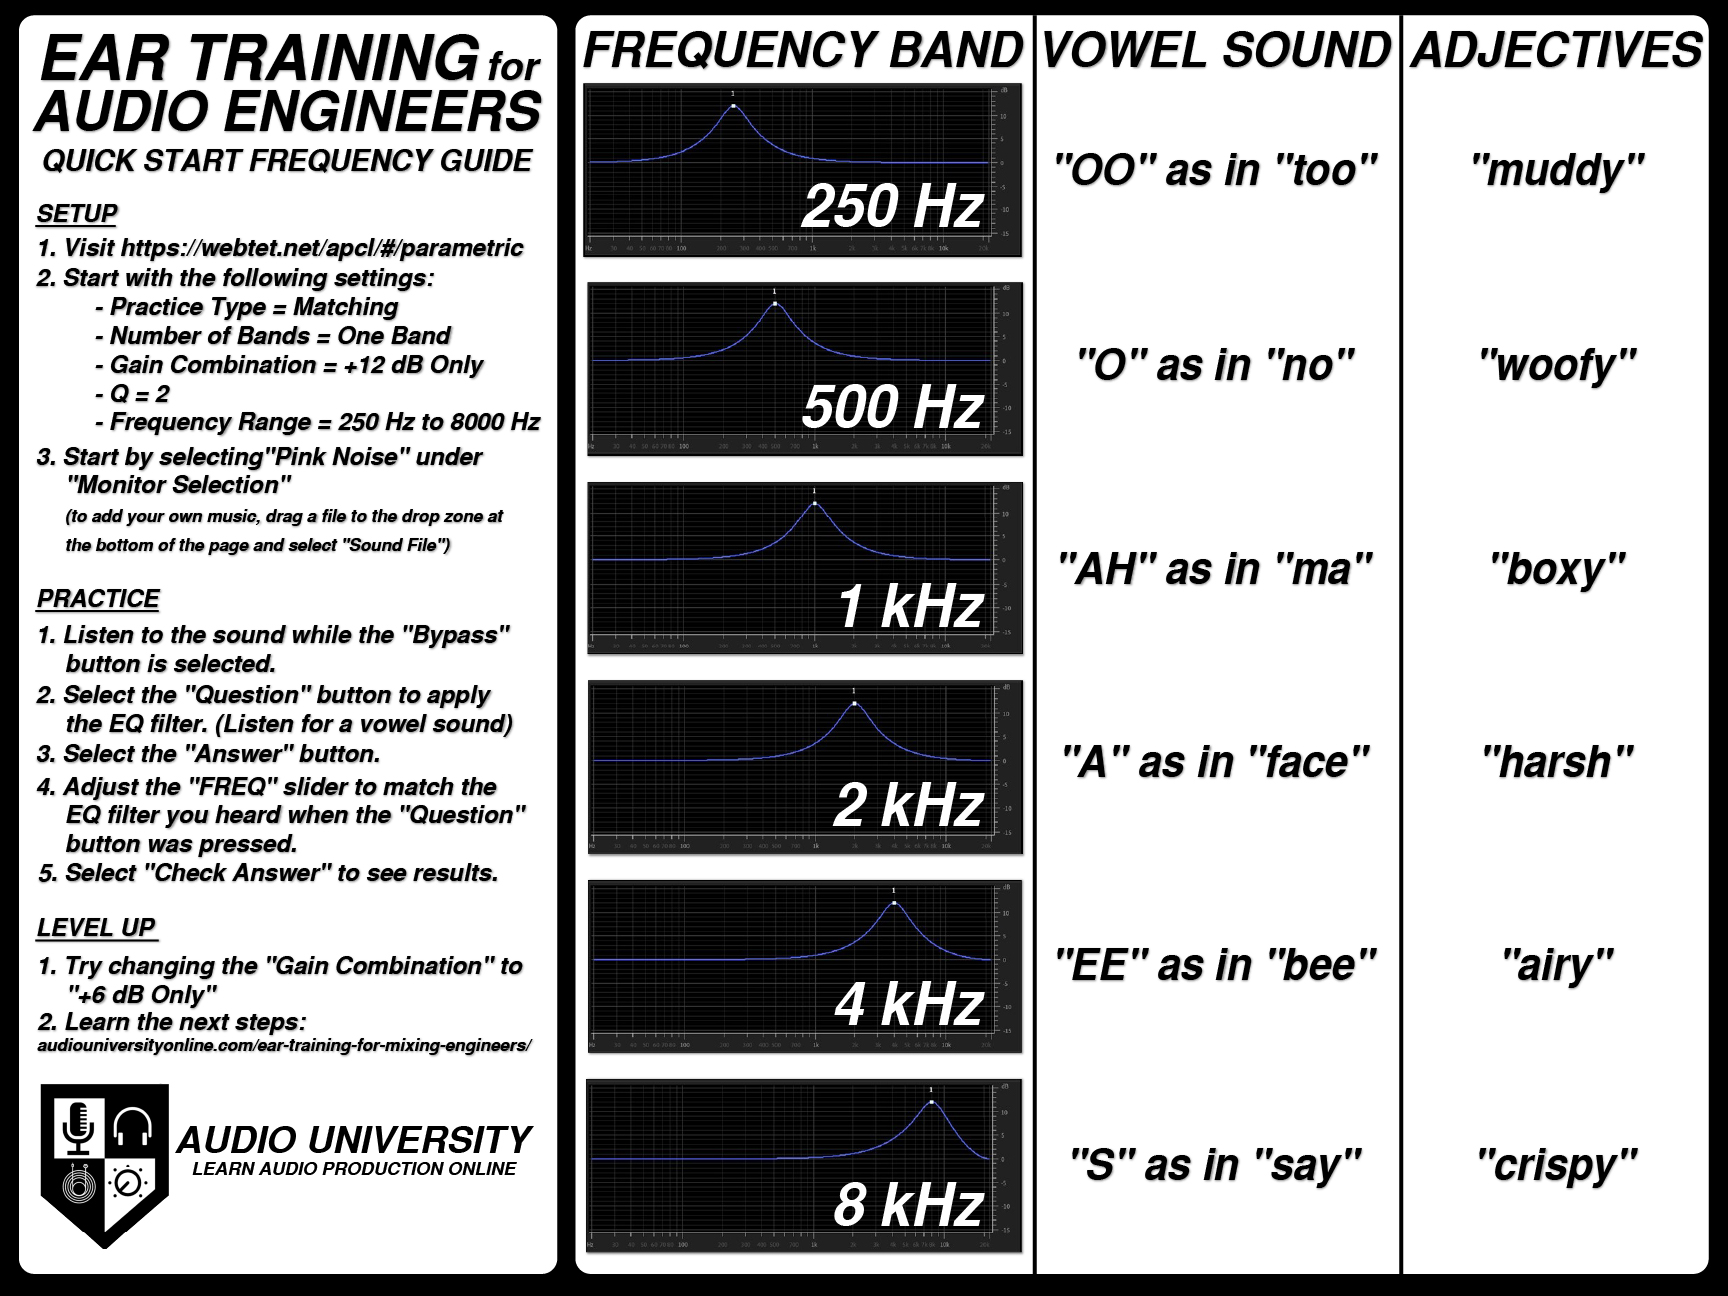 EAR TRAINING for
AUDIO ENGINEERS
QUICK START FREQUENCY GUIDE
SETUP
1. Visit https://webtet.net/apcl/#/parametric
2. Start with the following settings:
- Practice Type = Matching
- Number of Bands = One Band
- Gain Combination = +12 dB Only
- Q = 2
- Frequency Range = 250 Hz to 8000 Hz
3. Start by selecting"Pink Noise" under
"Monitor Selection"
(to add your own music, drag a file to the drop zone at
the bottom of the page and select "Sound File")
PRACTICE
1. Listen to the sound while the "Bypass"
button is selected.
2. Select the "Question" button to apply
the EQ filter. (Listen for a vowel sound)
3. Select the "Answer" button.
4. Adjust the "FREQ" slider to match the
EQ filter you heard when the "Question"
button was pressed.
5. Select "Check Answer" to see results.
LEVEL UP
1. Try changing the "Gain Combination" to
"+6 dB Only"
2. Learn the next steps:
audiouniversityonline.com/ear-training-for-mixing-engineers/
AUDIO UNIVERSITY
LEARN AUDIO PRODUCTION ONLINE
FREQUENCY BAND VOWEL SOUND ADJECTIVES
250 Hz "OO" as in "too" "muddy"
500 Hz "O" as in "no" "woofy"
1 kHz "AH" as in "ma" "boxy"
2 kHz "A" as in "face" "harsh"
4 kHz "EE" as in "bee" "airy"
8 kHz "S" as in "say" "crispy"